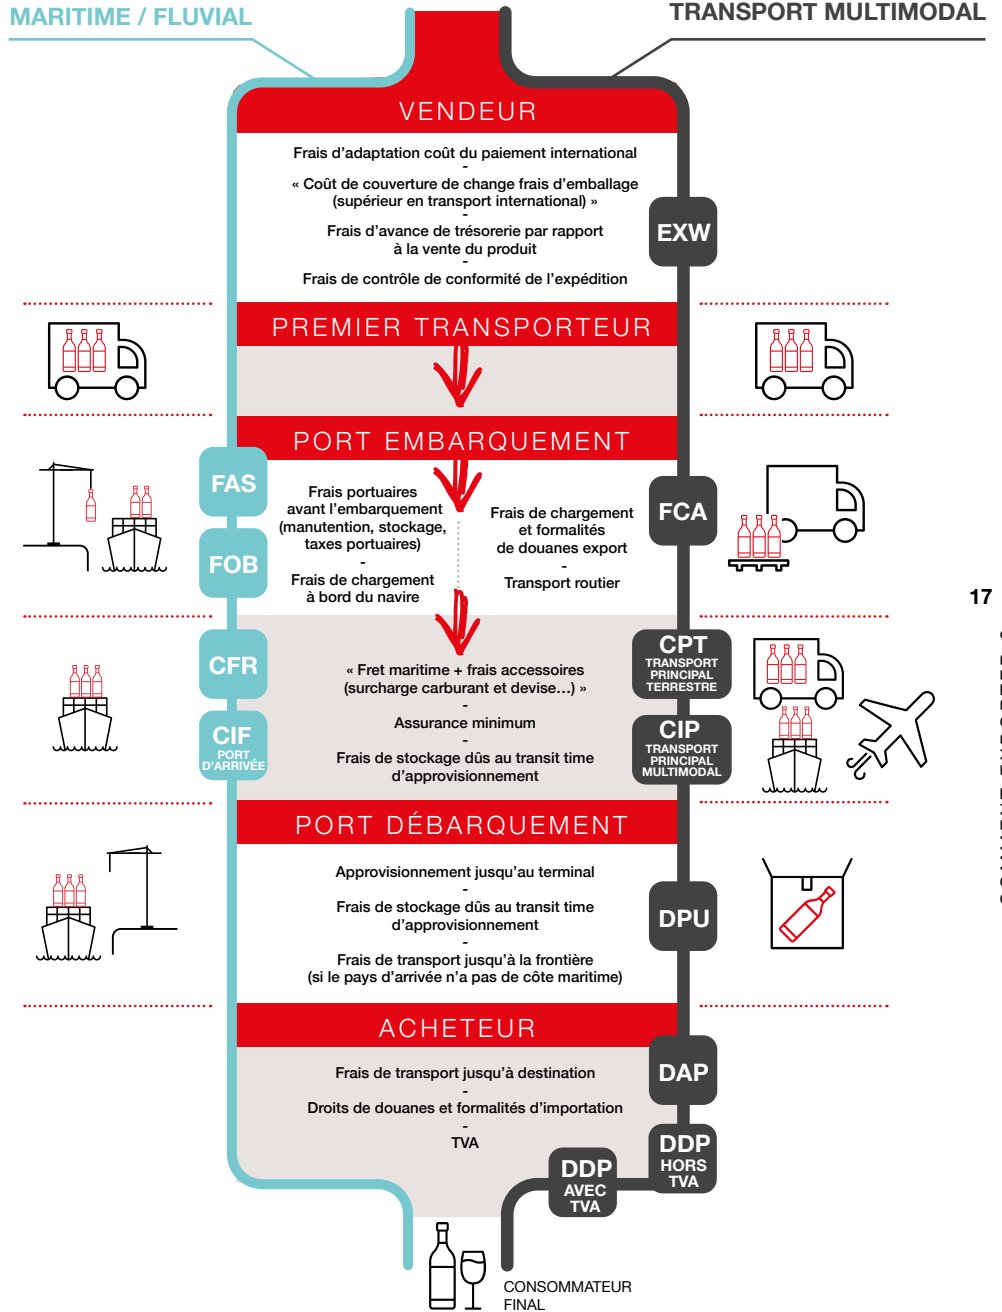 MARITIME / FLUVIAL
TRANSPORT MULTIMODAL
VENDEUR
Frais d'adaptation coût du paiement international
-
« Coût de couverture de change frais d'emballage
(supérieur en transport international) »
-
Frais d'avance de trésorerie par rapport
à la vente du produit
-
Frais de contrôle de conformité de l'expédition
EXW
PREMIER TRANSPORTEUR
PORT EMBARQUEMENT
FAS
FOB
Frais portuaires
avant l'embarquement
(manutention, stockage,
taxes portuaires)
-
Frais de chargement
à bord du navire
Frais de chargement
et formalités
de douanes export
-
Transport routier
FCA
17
CFR
CIF
PORT
D'ARRIVÉE
« Fret maritime + frais accessoires
(surcharge carburant et devise...) »
-
Assurance minimum
-
Frais de stockage dûs au transit time
d'approvisionnement
CPT
TRANSPORT
PRINCIPAL
TERRESTRE
CIP
TRANSPORT
PRINCIPAL
MULTIMODAL
PORT DÉBARQUEMENT
Approvisionnement jusqu'au terminal
-
Frais de stockage dûs au transit time
d'approvisionnement
-
Frais de transport jusqu'à la frontière
(si le pays d'arrivée n'a pas de côte maritime)
DPU
ACHETEUR
Frais de transport jusqu'à destination
-
Droits de douanes et formalités d'importation
-
TVA
DAP
DDP
HORS
TVA
DDP
AVEC
TVA
CONSOMMATEUR
FINAL